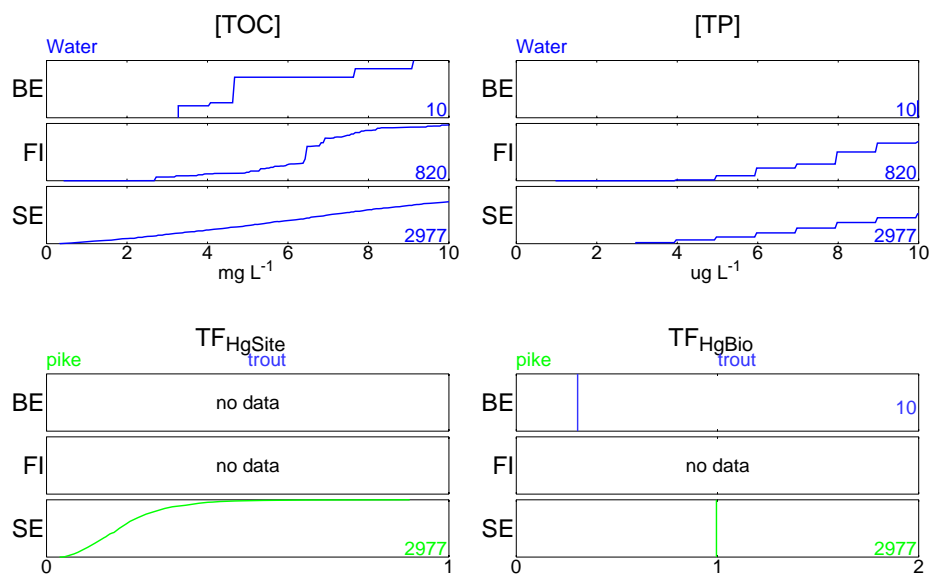 [TOC]
Water
BE
10
FI
820
SE
2977
0 2 4 6 8 10
mg L-1
[TP]
Water
BE
10
FI
820
SE
2977
0 2 4 6 8 10
ug L-1
TFHgSite
pike trout
BE
no data
FI
no data
SE
2977
0 1
TFHgBio
pike trout
BE
10
FI
no data
SE
2977
0 1 2